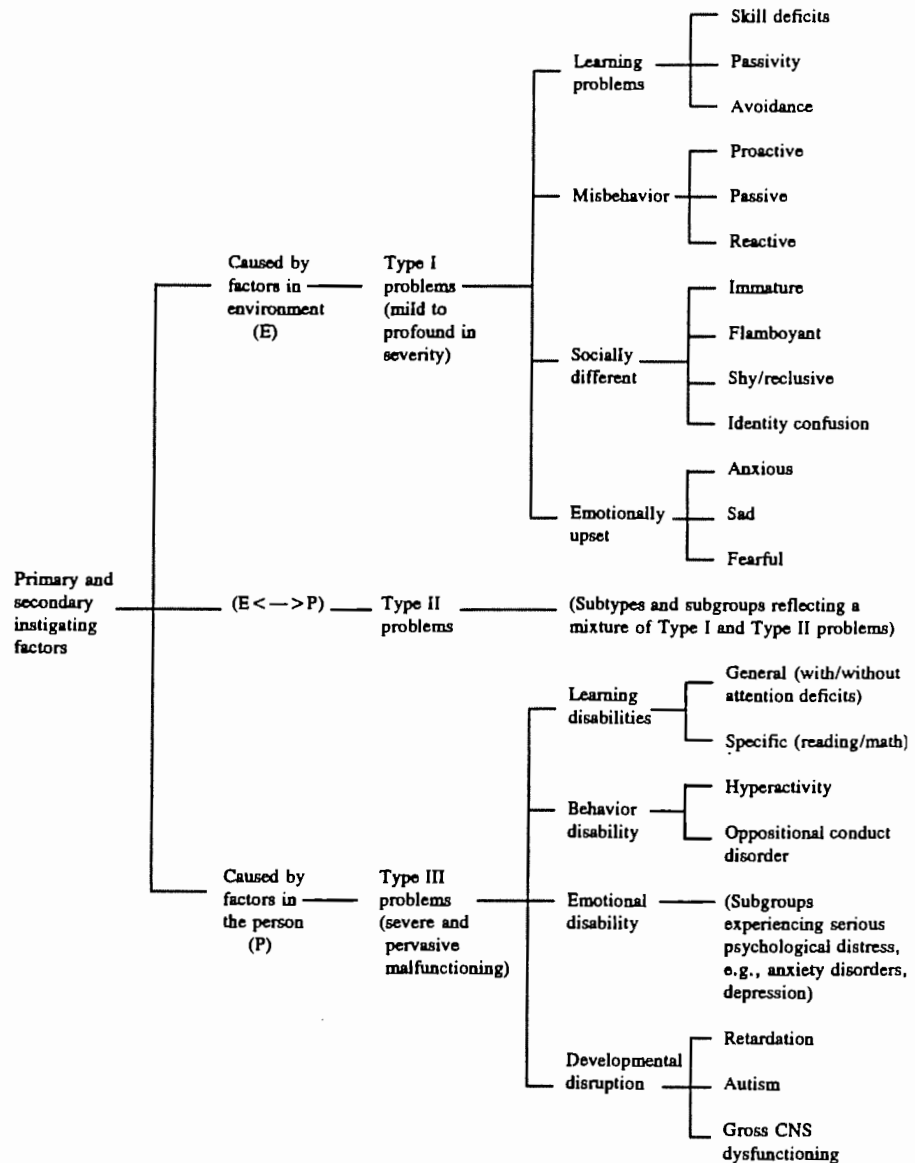 Skill deficits
Learning
problems
Passivity
Avoidance
Proactive
Misbehavior
Passive
Reactive
Caused by
factors in
environment
(E)
Type I
problems
(mild to
profound in
severity)
Immature
Flamboyant
Socially
different
Shy/reclusive
Identity confusion
Anxious
Emotionally
upset
Sad
Fearful
Primary and
secondary
instigating
factors
(E<—>P)
Type II
problems
(Subtypes and subgroups reflecting a
mixture of Type I and Type II problems)
Learning
disabilities
General (with/without
attention deficits)
Specific (reading/math)
Hyperactivity
Behavior
disability
Oppositional conduct
disorder
Caused by
factors in
the person
(P)
Type III
problems
(severe and
pervasive
malfunctioning)
Emotional
disability
(Subgroups
experiencing serious
psychological distress,
e.g., anxiety disorders,
depression)
Retardation
Developmental
disruption
Autism
Gross CNS
dysfunctioning